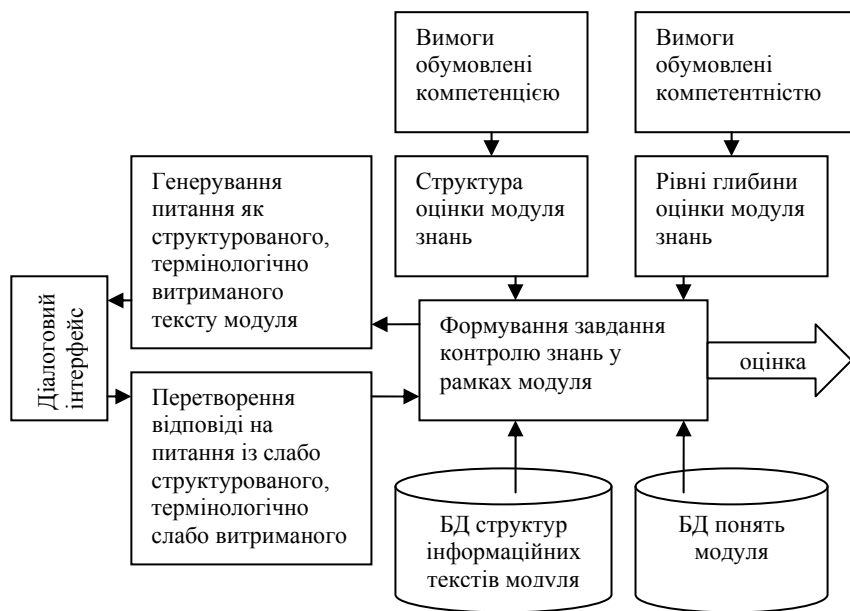 Вимоги
обумовлені
компетенцією
Вимоги
обумовлені
компетентністю
Генерування
питання як
структурованого,
термінологічно
витриманого
тексту модуля
Структура
оцінки модуля
знань
Рівні глибини
оцінки модуля
знань
Діалоговий
інтерфейс
Формування завдання
контролю знань у
рамках модуля
оцінка
Перетворення
відповіді на
питання із слабо
структурованого,
термінологічно
слабо витриманого
БД структур
інформаційних
текстів модуля
БД понять
модуля